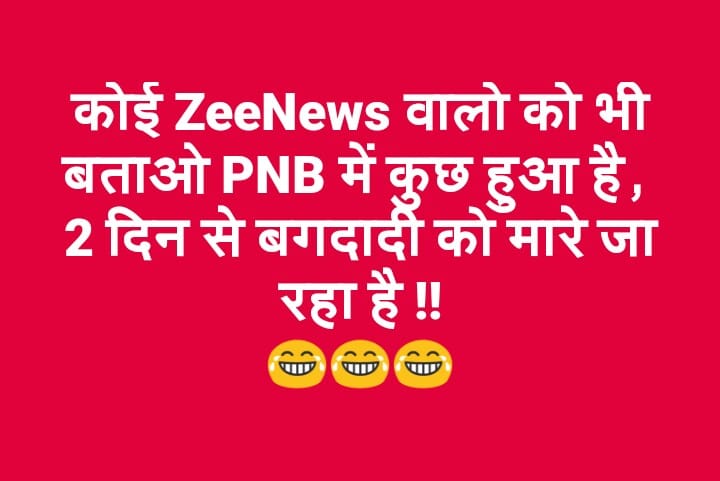 कोई ZeeNews वालो को भी
बताओ PNB में कुछ हुआ है ,
2 दिन से बगदादी को मारे जा
रहा है !!
😂😂😂